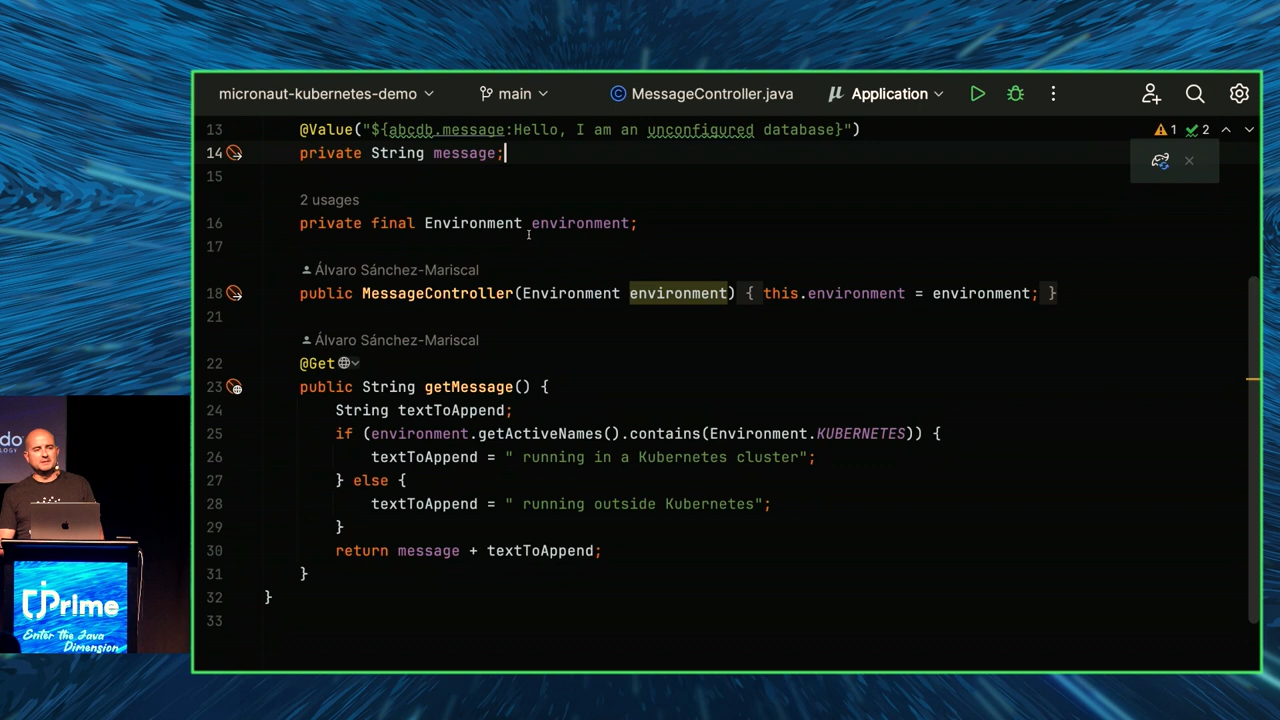 micronaut-kubernetes-demo main MessageController.java µ Application
13 @Value("${abcdb.message:Hello, I am an unconfigured database}") 1 2
14 private String message;
15
2 usages
16 private final Environment environment;
17
Álvaro Sánchez-Mariscal
18 public MessageController(Environment environment) { this.environment = environment; }
21
Álvaro Sánchez-Mariscal
22 @Get
23 public String getMessage() {
24 String textToAppend;
25 if (environment.getActiveNames().contains(Environment.KUBERNETES)) {
26 textToAppend = " running in a Kubernetes cluster";
27 } else {
28 textToAppend = " running outside Kubernetes";
29 }
30 return message + textToAppend;
31 }
32 }
33
jPrime
Enter the Java
Dimension